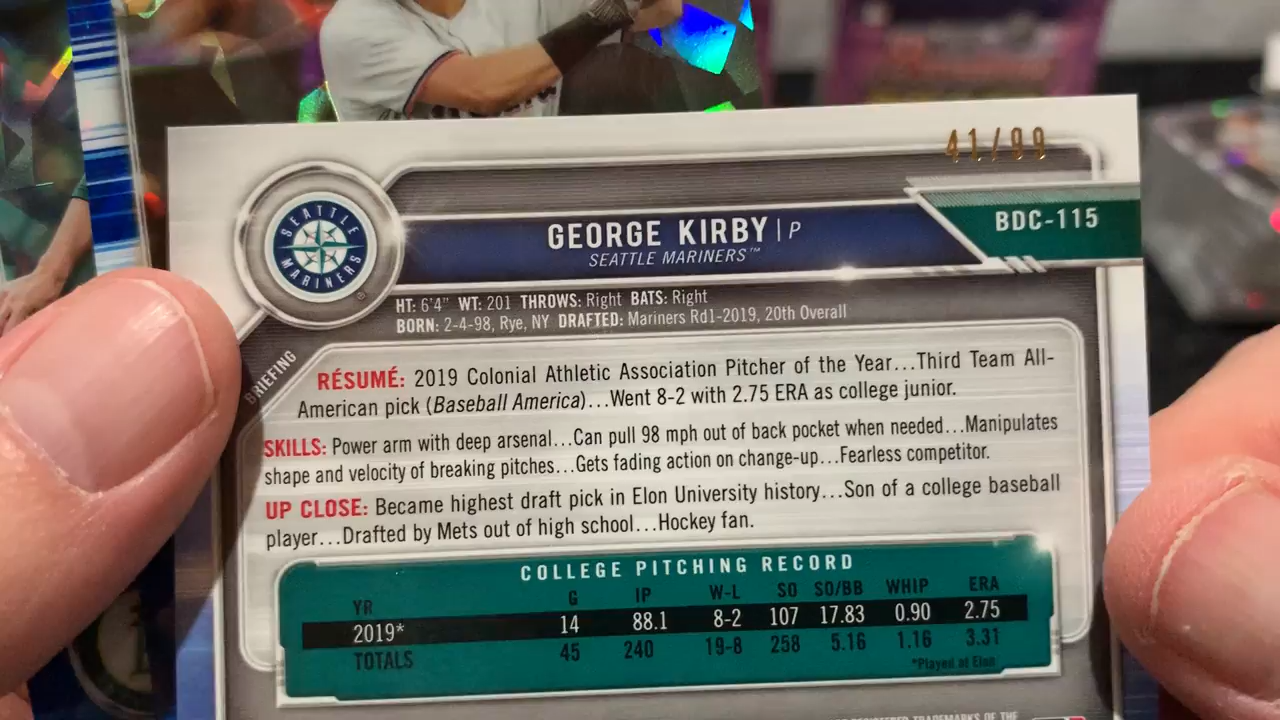 41/99
BDC-115
SEATTLE
MARINERS
®
GEORGE KIRBY | P
SEATTLE MARINERS™
HT: 6'4" WT: 201 THROWS: Right BATS: Right
BORN: 2-4-98, Rye, NY DRAFTED: Mariners Rd1-2019, 20th Overall
BRIEFING
RÉSUMÉ: 2019 Colonial Athletic Association Pitcher of the Year...Third Team All-
American pick (Baseball America)...Went 8-2 with 2.75 ERA as college junior.
SKILLS: Power arm with deep arsenal...Can pull 98 mph out of back pocket when needed...Manipulates
shape and velocity of breaking pitches...Gets fading action on change-up...Fearless competitor.
UP CLOSE: Became highest draft pick in Elon University history...Son of a college baseball
player...Drafted by Mets out of high school...Hockey fan.
COLLEGE PITCHING RECORD
YR G IP W-L SO SO/BB WHIP ERA
2019* 14 88.1 8-2 107 17.83 0.90 2.75
TOTALS 45 240 19-8 258 5.16 1.16 3.31
*Played at Elon
REGISTERED TRADEMARKS OF THE